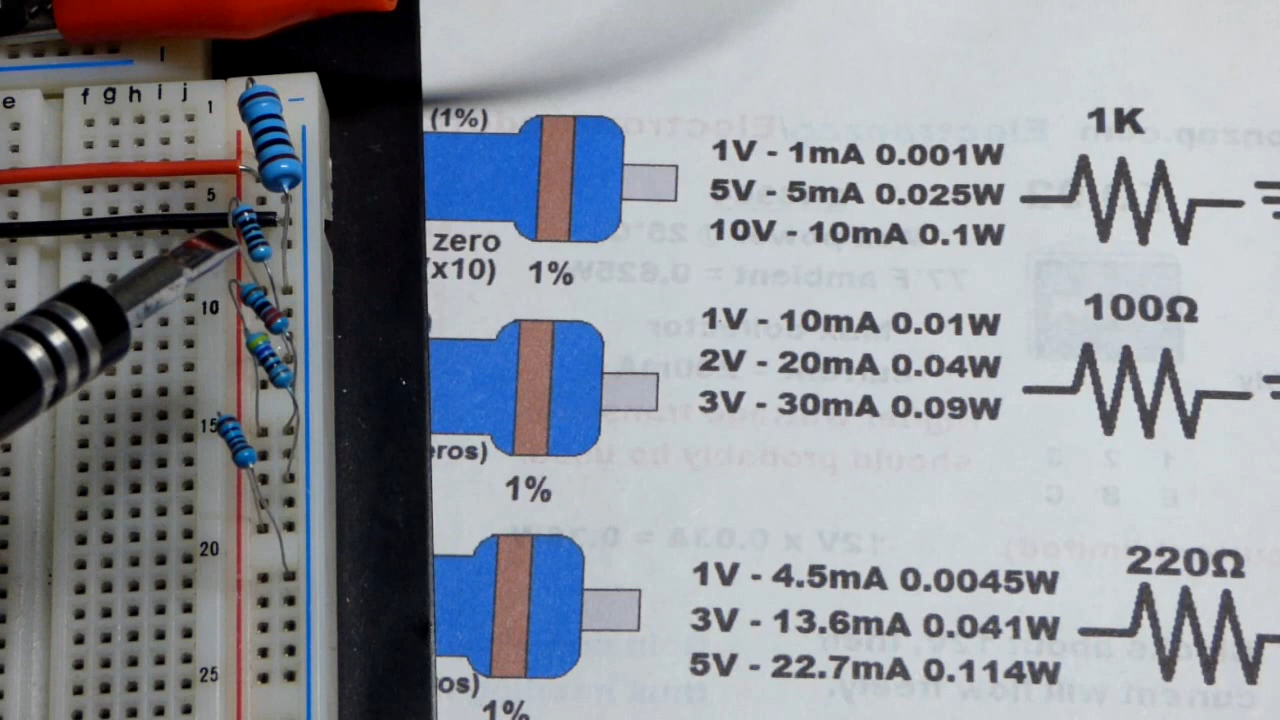 e f g h i j
1
5
10
15
20
25
(1%)
zero
(x10) 1%
1K
1V - 1mA 0.001W
5V - 5mA 0.025W
10V - 10mA 0.1W
eros)
1%
100Ω
1V - 10mA 0.01W
2V - 20mA 0.04W
3V - 30mA 0.09W
os)
1%
220Ω
1V - 4.5mA 0.0045W
3V - 13.6mA 0.041W
5V - 22.7mA 0.114W